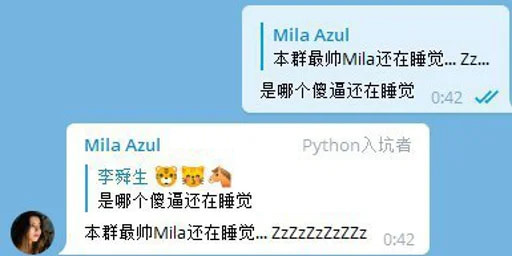 Mila Azul
本群最帅Mila还在睡觉... Zz...
是哪个傻逼还在睡觉 0:42
Mila Azul Python入坑者
李舜生 🐯😼🐴
是哪个傻逼还在睡觉
本群最帅Mila还在睡觉... ZzZzZzZzZZz 0:42